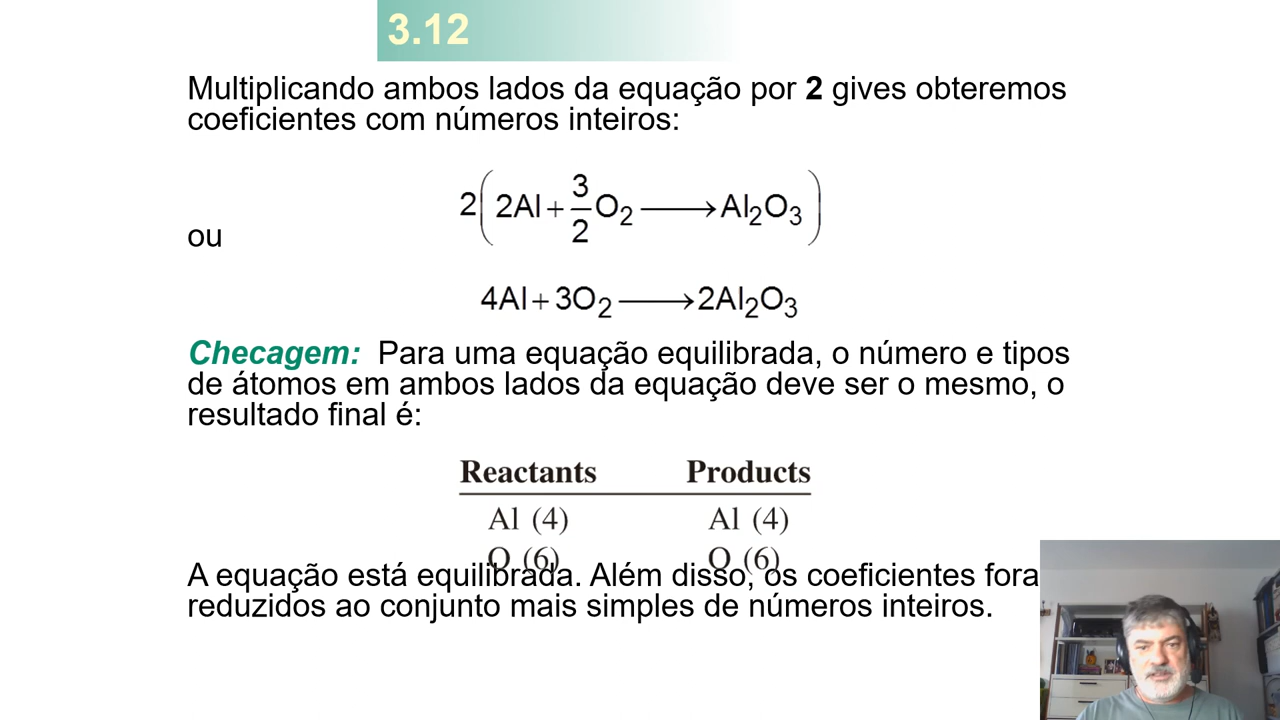 3.12
Multiplicando ambos lados da equação por 2 gives obteremos
coeficientes com números inteiros:
2(2Al + 3/2 O₂ ⟶ Al₂O₃)
ou
4Al + 3O₂ ⟶ 2Al₂O₃
Checagem: Para uma equação equilibrada, o número e tipos
de átomos em ambos lados da equação deve ser o mesmo, o
resultado final é:
Reactants Products
Al (4) Al (4)
O (6) O (6)
A equação está equilibrada. Além disso, os coeficientes fora
reduzidos ao conjunto mais simples de números inteiros.